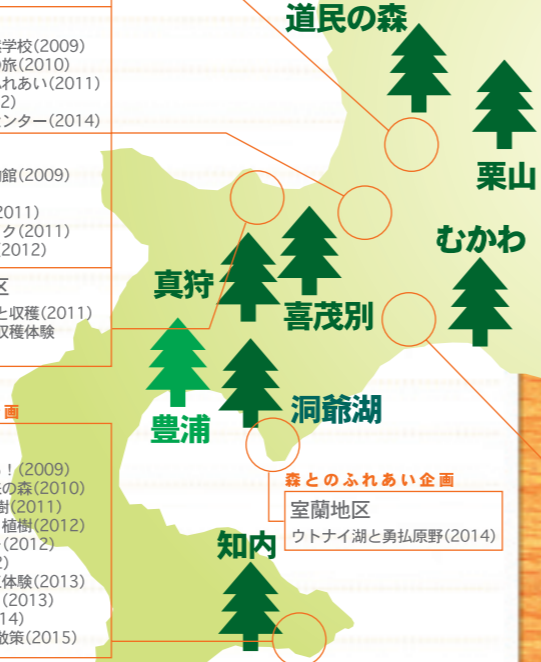 学校(2009)
旅(2010)
れあい(2011)
2)
ンター(2014)
館(2009)
2011)
ク(2011)
(2012)
区
と収穫(2011)
収穫体験
画
！(2009)
の森(2010)
樹(2011)
植樹(2012)
(2012)
2)
体験(2013)
(2013)
14)
散策(2015)
道民の森
栗山
むかわ
真狩
喜茂別
豊浦
洞爺湖
森とのふれあい企画
室蘭地区
ウトナイ湖と勇払原野(2014)
知内